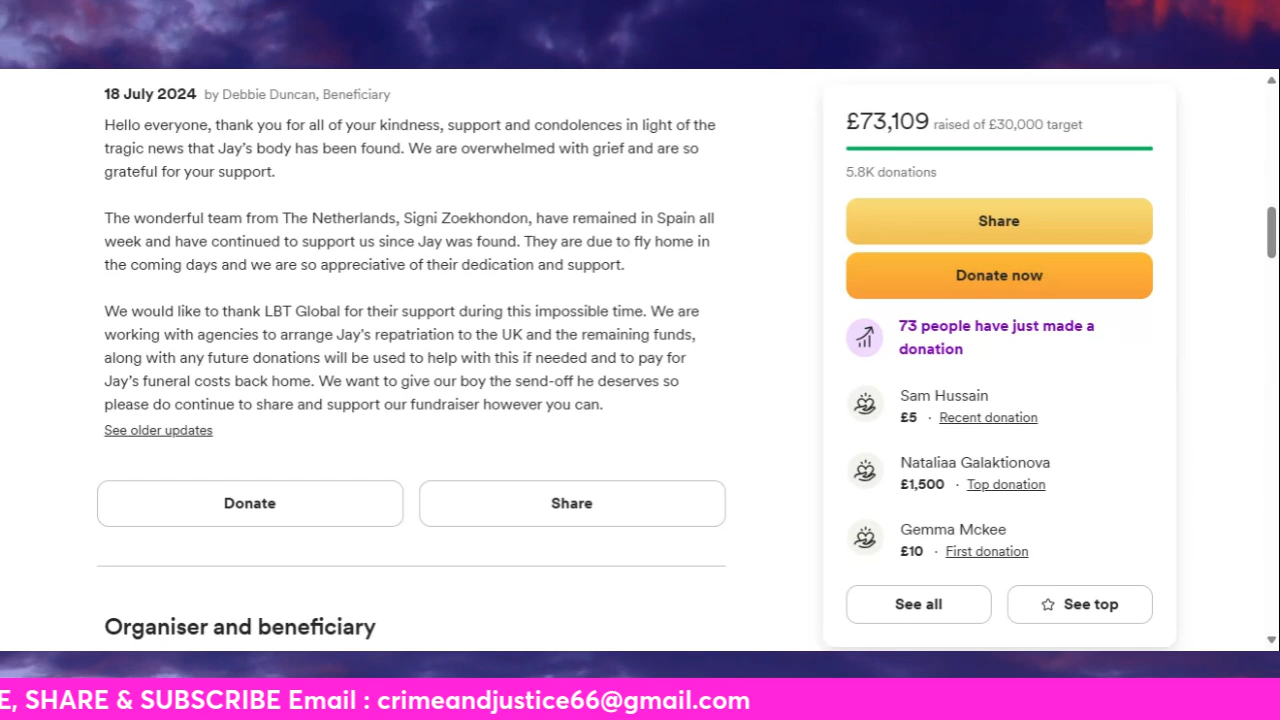 18 July 2024 by Debbie Duncan, Beneficiary
Hello everyone, thank you for all of your kindness, support and condolences in light of the
tragic news that Jay's body has been found. We are overwhelmed with grief and are so
grateful for your support.
The wonderful team from The Netherlands, Signi Zoekhondon, have remained in Spain all
week and have continued to support us since Jay was found. They are due to fly home in
the coming days and we are so appreciative of their dedication and support.
We would like to thank LBT Global for their support during this impossible time. We are
working with agencies to arrange Jay's repatriation to the UK and the remaining funds,
along with any future donations will be used to help with this if needed and to pay for
Jay's funeral costs back home. We want to give our boy the send-off he deserves so
please do continue to share and support our fundraiser however you can.
See older updates
Donate
Share
Organiser and beneficiary
£73,109 raised of £30,000 target
5.8K donations
Share
Donate now
73 people have just made a
donation
Sam Hussain
£5 · Recent donation
Nataliaa Galaktionova
£1,500 · Top donation
Gemma Mckee
£10 · First donation
See all
See top
E, SHARE & SUBSCRIBE Email : crimeandjustice66@gmail.com